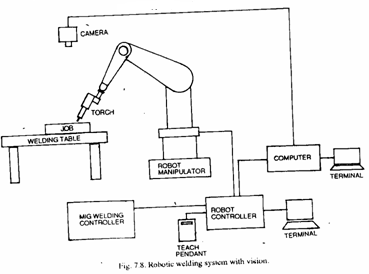 CAMERA
TORCH
JOB
WELDING TABLE
ROBOT
MANIPULATOR
COMPUTER
TERMINAL
MIG WELDING
CONTROLLER
ROBOT
CONTROLLER
TEACH
PENDANT
TERMINAL
Fig. 7.8. Robotic welding system with vision.